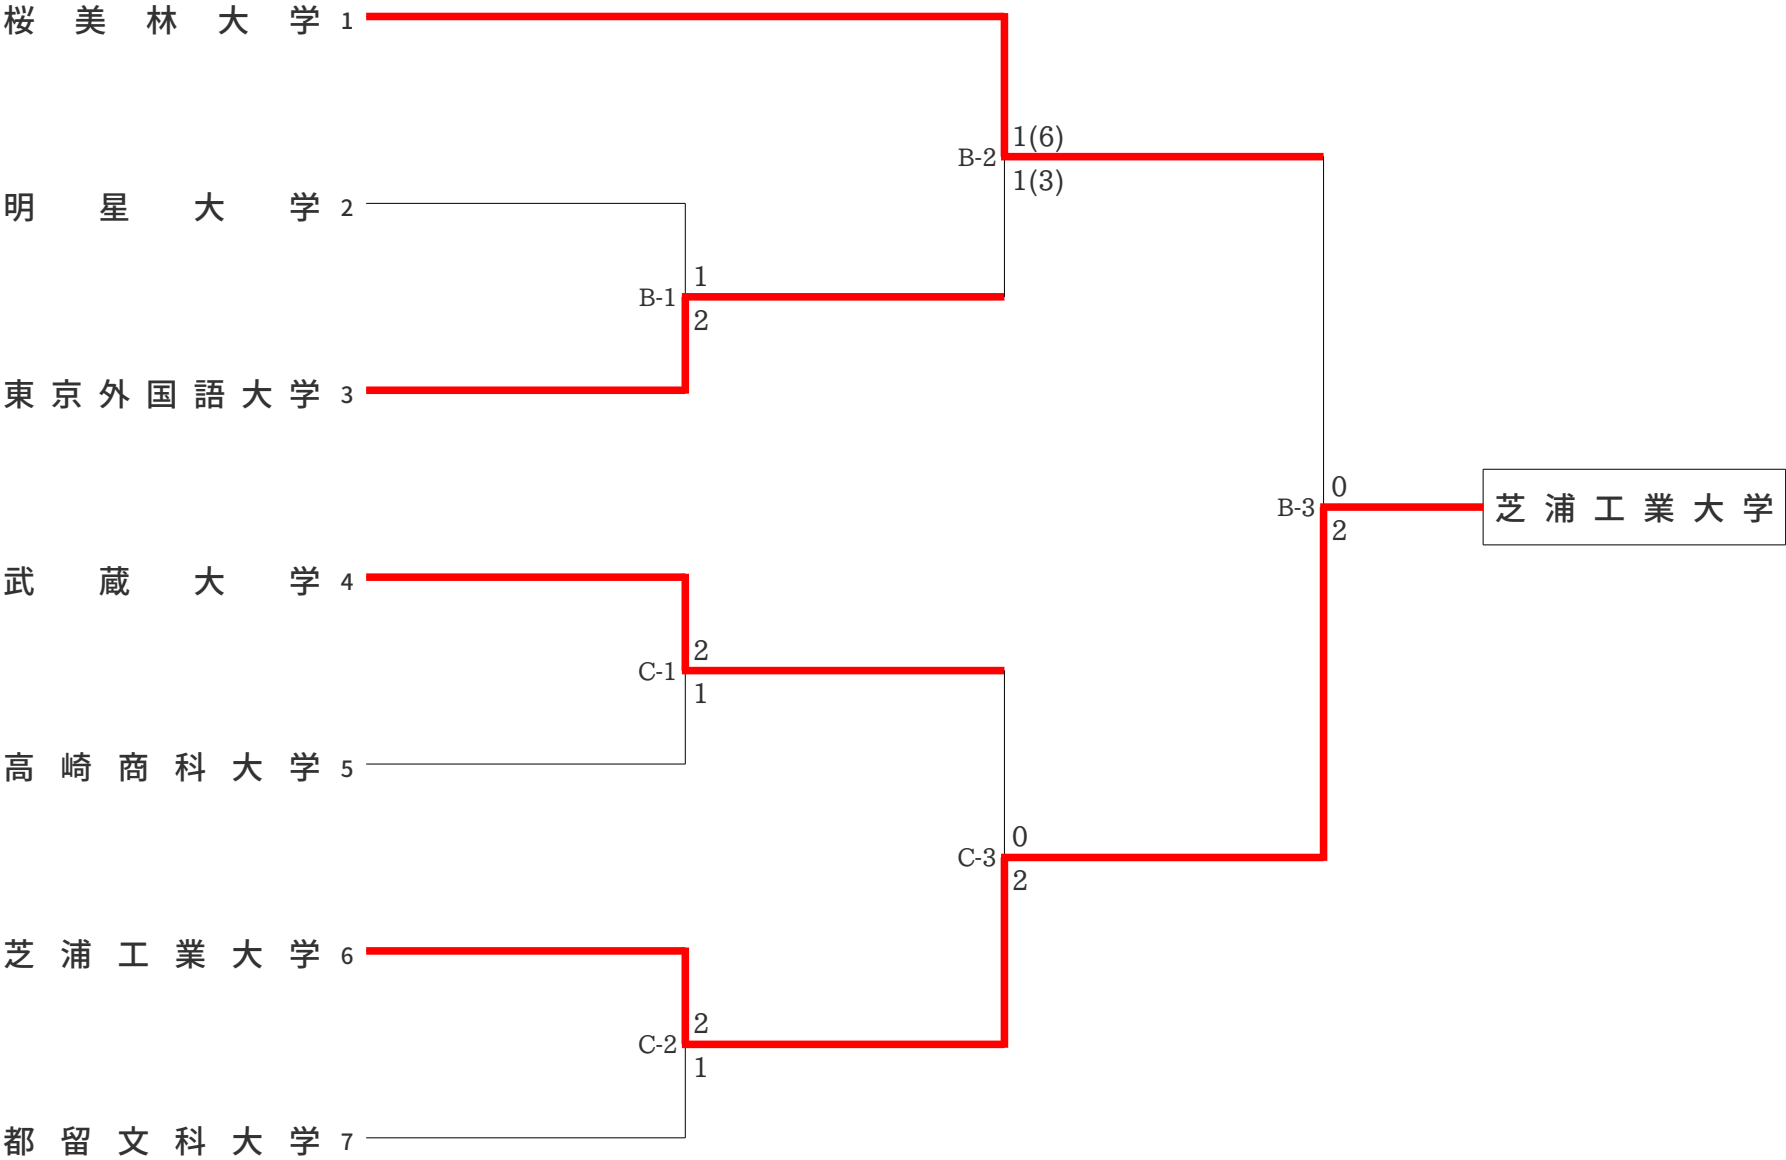 桜美林大学 1
1(6)
B-2
1(3)
明星大学 2
1
B-1
2
東京外国語大学 3
0
B-3
芝浦工業大学
2
武蔵大学 4
2
C-1
1
高崎商科大学 5
0
C-3
2
芝浦工業大学 6
2
C-2
1
都留文科大学 7